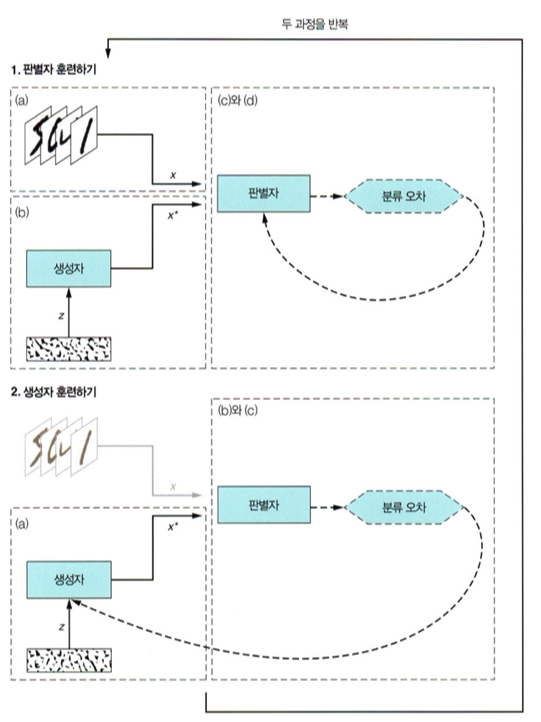 두 과정을 반복
1. 판별자 훈련하기
(a)
(c)와 (d)
x
판별자
분류 오차
(b)
x*
생성자
z
2. 생성자 훈련하기
(b)와 (c)
x
판별자
분류 오차
(a)
x*
생성자
z